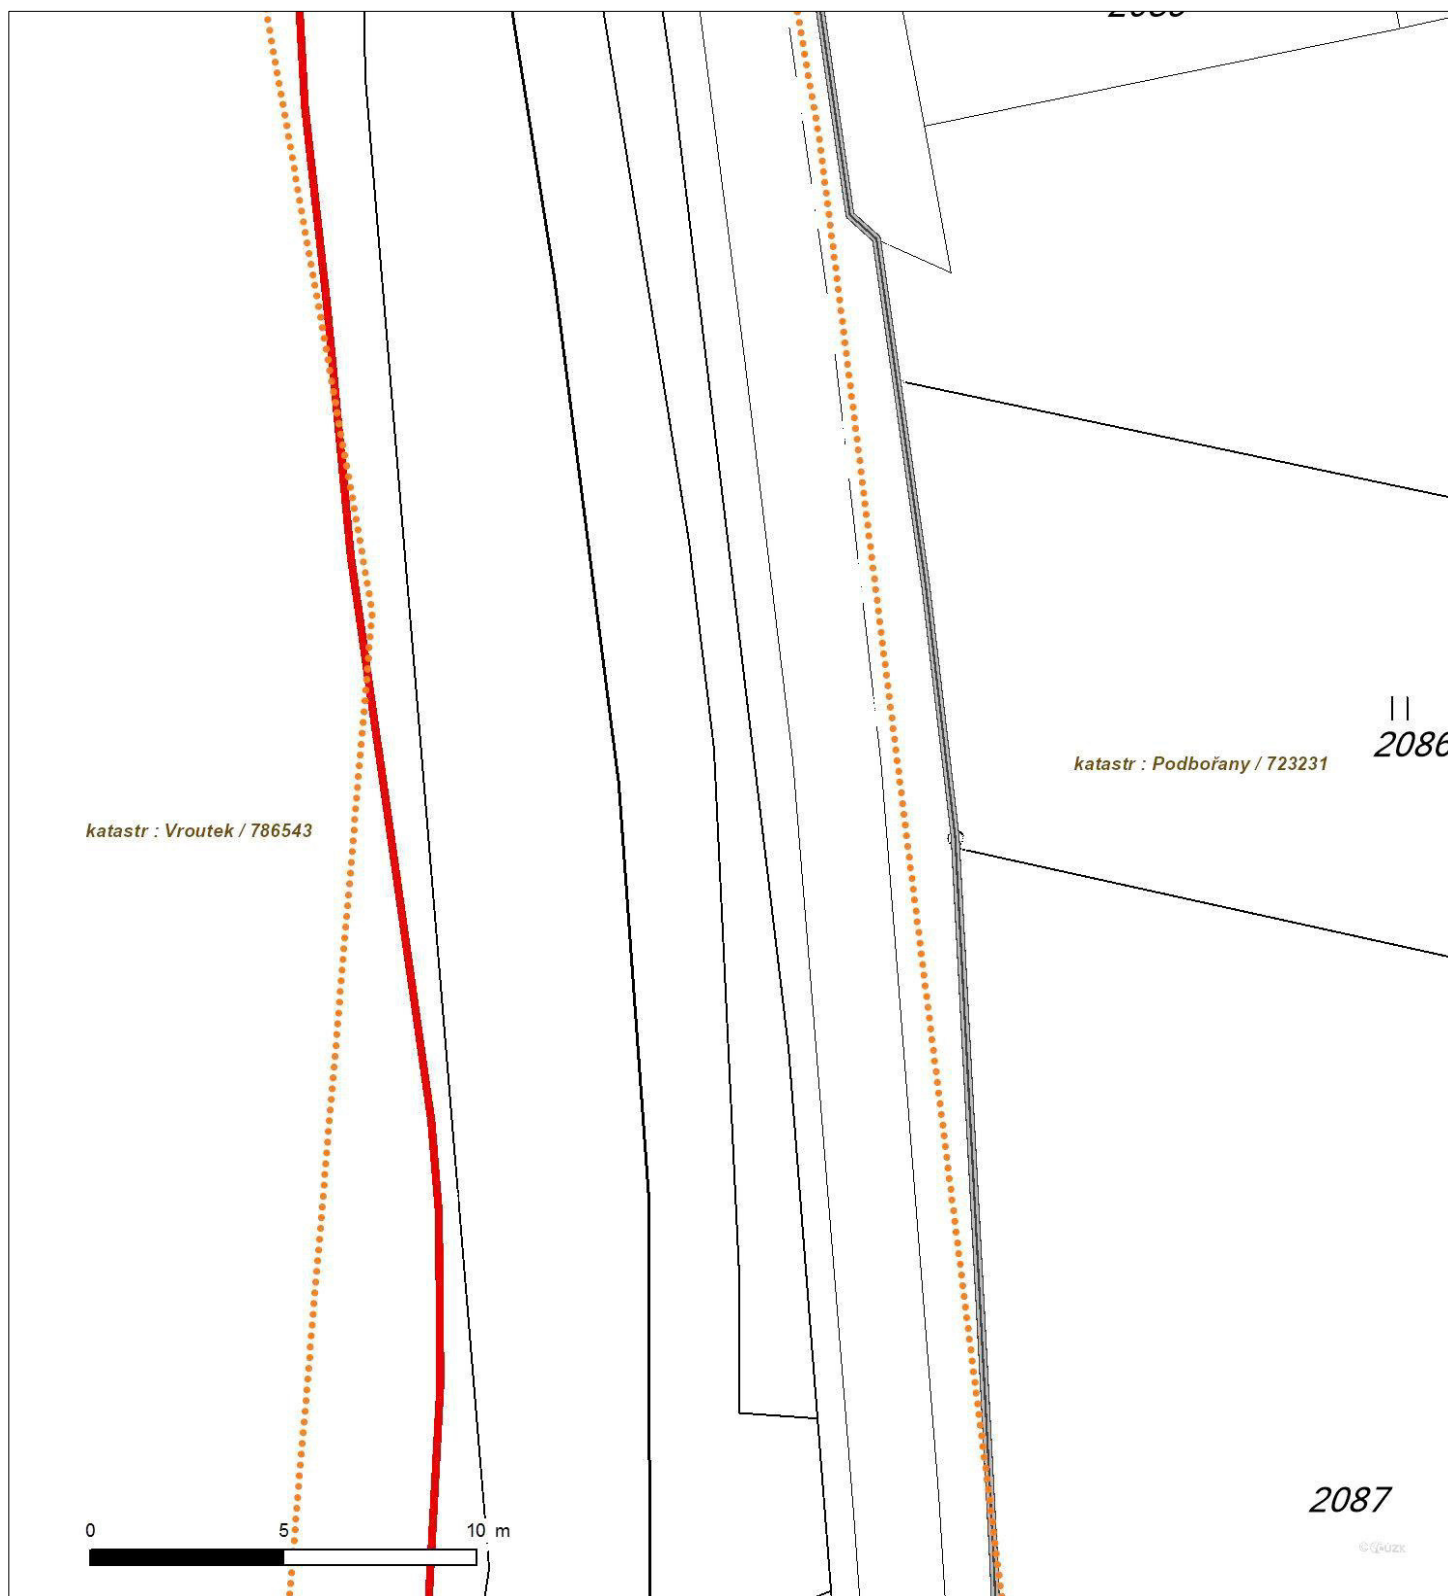 2086
katastr : Podbořany / 723231
katastr : Vroutek / 786543
2087
0 5 10 m